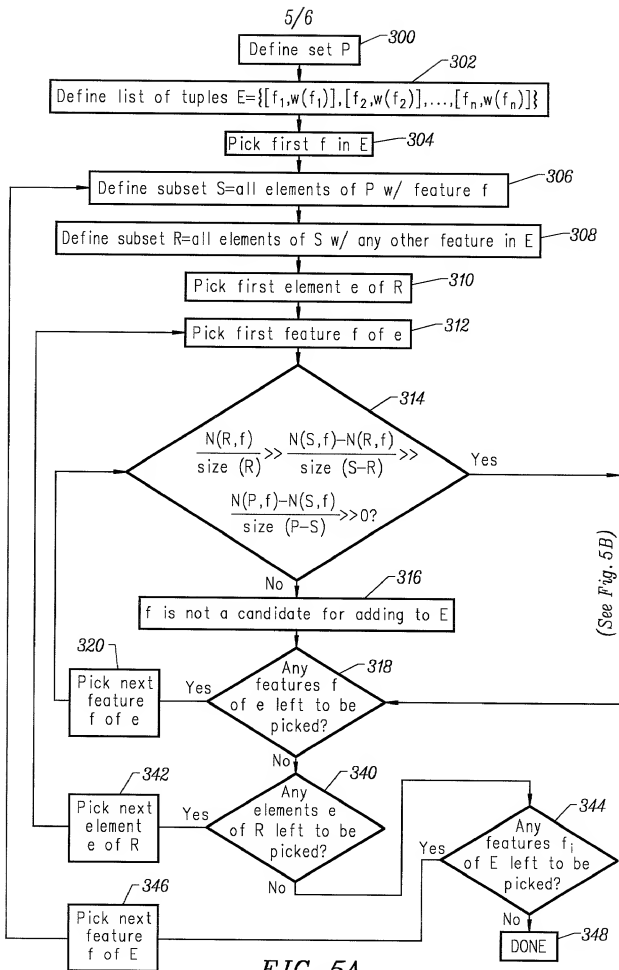 5/6
Define set P
300
302
Define list of tuples E={[f₁,w(f₁)],[f₂,w(f₂)],...,[fₙ,w(fₙ)]}
Pick first f in E
304
Define subset S=all elements of P w/ feature f
306
Define subset R=all elements of S w/ any other feature in E
308
Pick first element e of R
310
Pick first feature f of e
312
314
N(R,f) N(S,f)-N(R,f)
>> >>
size (R) size (S-R)
N(P,f)-N(S,f)
>>0?
size (P-S)
Yes
No
(See Fig. 5B)
316
f is not a candidate for adding to E
320
Pick next
feature
f of e
Yes
318
Any
features f
of e left to be
picked?
No
342
Pick next
element
e of R
Yes
340
Any
elements e
of R left to be
picked?
No
344
Any
features fᵢ
of E left to be
picked?
Yes
No
346
Pick next
feature
f of E
DONE
348
FIG. 5A